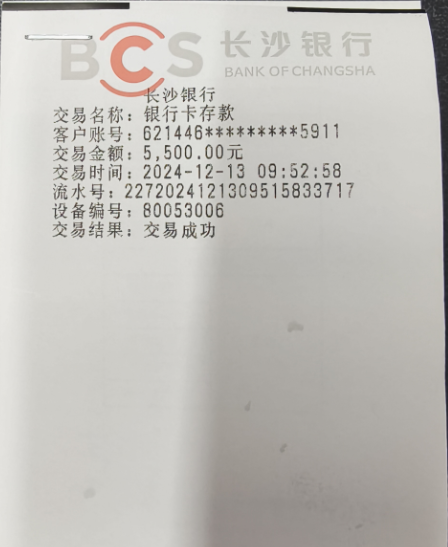 BCS 长沙银行
BANK OF CHANGSHA
长沙银行
交易名称：银行卡存款
客户账号：621446*********5911
交易金额：5,500.00元
交易时间：2024-12-13 09:52:58
流水号：2272024121309515833717
设备编号：80053006
交易结果：交易成功